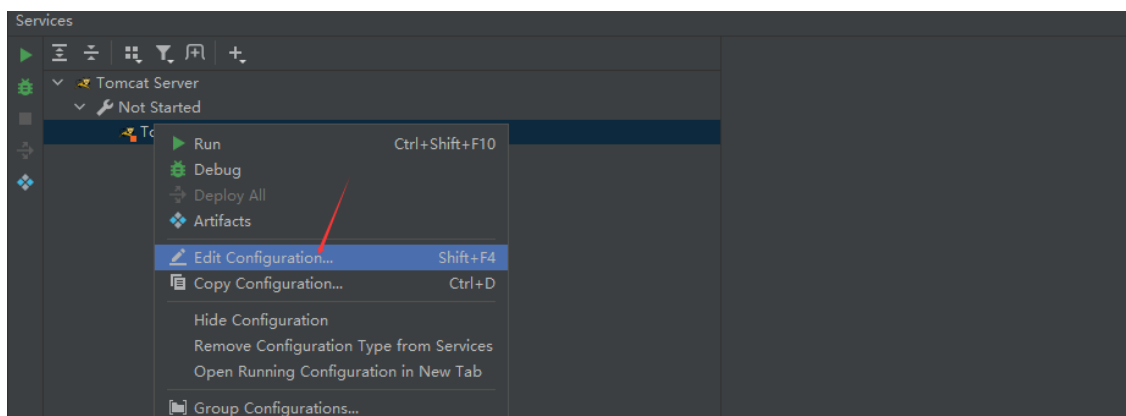 Services
Tomcat Server
Not Started
Run Ctrl+Shift+F10
Debug
Deploy All
Artifacts
Edit Configuration... Shift+F4
Copy Configuration... Ctrl+D
Hide Configuration
Remove Configuration Type from Services
Open Running Configuration in New Tab
Group Configurations...